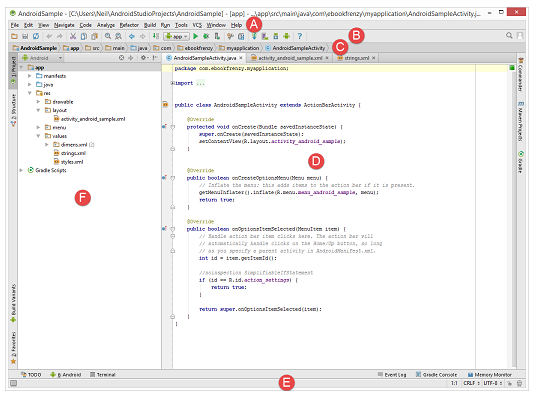 AndroidSample - [C:\Users\Neil\AndroidStudioProjects\AndroidSample] - [app] - ...\app\src\main\java\com\ebookfrenzy\myapplication\AndroidSampleActivity.j...
File Edit View Navigate Code Analyze Refactor Build Run Tools VCS Window Help
A
app
B
AndroidSample app src main java com ebookfrenzy myapplication AndroidSampleActivity
C
Android
AndroidSampleActivity.java activity_android_sample.xml strings.xml
1: Project
Z: Structure
Build Variants
2: Favorites
app
manifests
java
res
drawable
layout
activity_android_sample.xml
menu
values
dimens.xml (2)
strings.xml
styles.xml
Gradle Scripts
F
package com.ebookfrenzy.myapplication;
import ...
public class AndroidSampleActivity extends ActionBarActivity {
@Override
protected void onCreate(Bundle savedInstanceState) {
super.onCreate(savedInstanceState);
setContentView(R.layout.activity_android_sample);
}
D
@Override
public boolean onCreateOptionsMenu(Menu menu) {
// Inflate the menu; this adds items to the action bar if it is present.
getMenuInflater().inflate(R.menu.menu_android_sample, menu);
return true;
}
@Override
public boolean onOptionsItemSelected(MenuItem item) {
// Handle action bar item clicks here. The action bar will
// automatically handle clicks on the Home/Up button, so long
// as you specify a parent activity in AndroidManifest.xml.
int id = item.getItemId();
//noinspection SimplifiableIfStatement
if (id == R.id.action_settings) {
return true;
}
return super.onOptionsItemSelected(item);
}
}
Commander
Maven Projects
Gradle
TODO 6: Android Terminal Event Log Gradle Console Memory Monitor
E
1:1 CRLF UTF-8